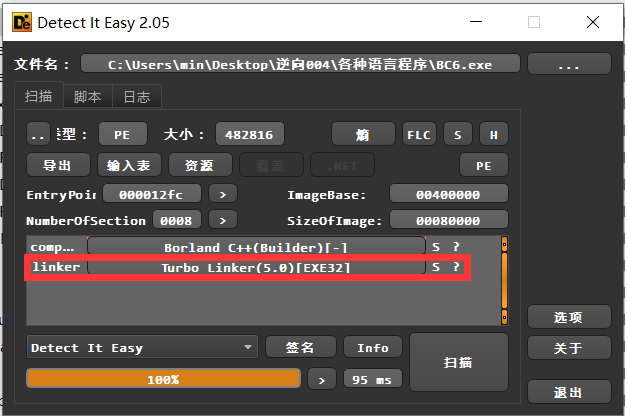 Detect It Easy 2.05
文件名： C:\Users\min\Desktop\逆向004\各种语言程序\BC6.exe ...
扫描 脚本 日志
.. 类型： PE 大小： 482816 熵 FLC S H
导出 输入表 资源 覆盖 .NET PE
EntryPoin 000012fc > ImageBase: 00400000
NumberOfSection 0008 > SizeOfImage: 00080000
comp... Borland C++(Builder)[-] S ?
linker Turbo Linker(5.0)[EXE32] S ?
选项
Detect It Easy 签名 Info 扫描 关于
100% > 95 ms
退出